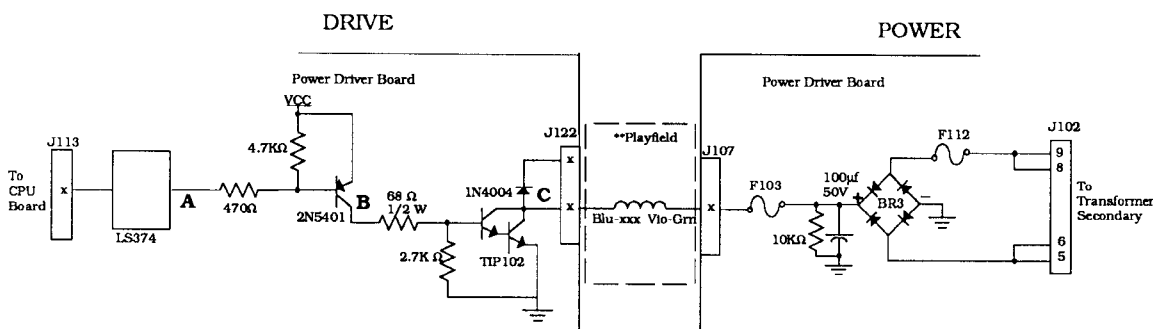 DRIVE
POWER
Power Driver Board
Power Driver Board
VCC
J113
J122
**Playfield
J107
F112
J102
9
8
4.7KΩ
To
CPU
Board
x
x
A
470Ω
2N5401
B
68 Ω
1/2 W
1N4004
C
x
Blu-xxx Vio-Grn
x
F103
100µf
50V
+
BR3
-
To
Transformer
Secondary
LS374
2.7K Ω
TIP102
10KΩ
6
5